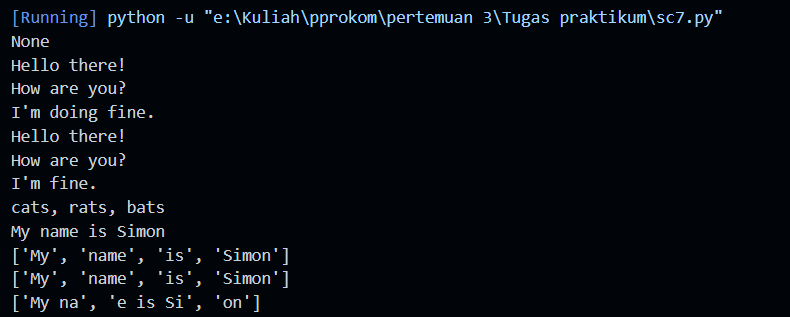 [Running] python -u "e:\Kuliah\pprokom\pertemuan 3\Tugas praktikum\sc7.py"
None
Hello there!
How are you?
I'm doing fine.
Hello there!
How are you?
I'm fine.
cats, rats, bats
My name is Simon
['My', 'name', 'is', 'Simon']
['My', 'name', 'is', 'Simon']
['My na', 'e is Si', 'on']